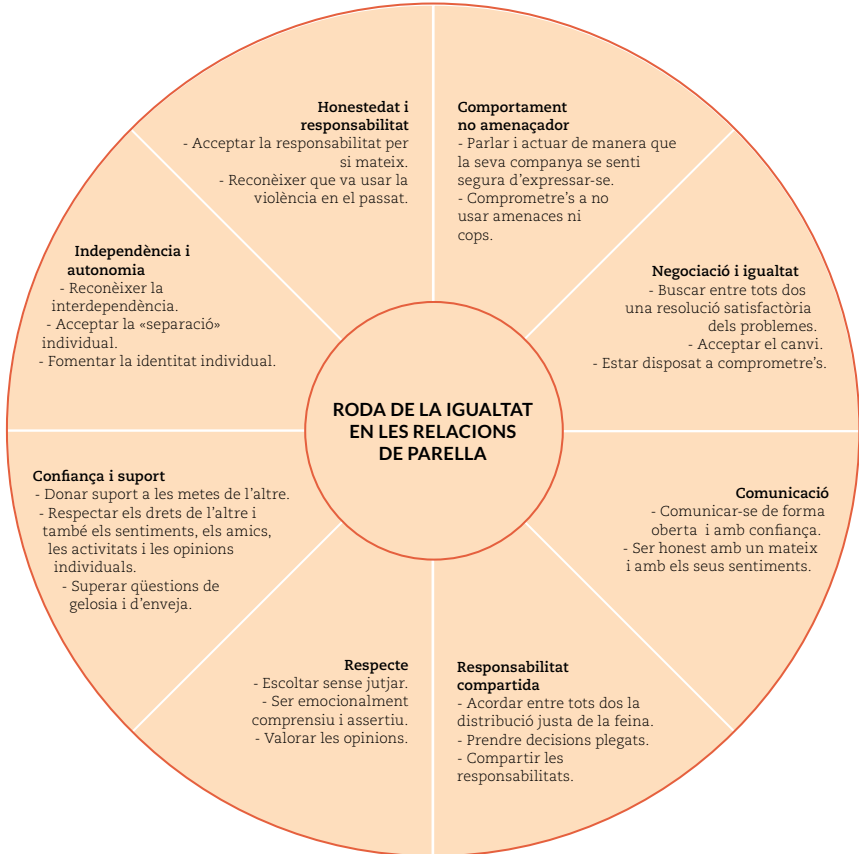 Honestedat i
responsabilitat
- Acceptar la responsabilitat per
si mateix.
- Reconèixer que va usar la
violència en el passat.
Comportament
no amenaçador
- Parlar i actuar de manera que
la seva companya se senti
segura d’expressar-se.
- Comprometre’s a no
usar amenaces ni
cops.
Independència i
autonomia
- Reconèixer la
interdependència.
- Acceptar la «separació»
individual.
- Fomentar la identitat individual.
Negociació i igualtat
- Buscar entre tots dos
una resolució satisfactòria
dels problemes.
- Acceptar el canvi.
- Estar disposat a comprometre’s.
RODA DE LA IGUALTAT
EN LES RELACIONS
DE PARELLA
Confiança i suport
- Donar suport a les metes de l’altre.
- Respectar els drets de l’altre i
també els sentiments, els amics,
les activitats i les opinions
individuals.
- Superar qüestions de
gelosia i d’enveja.
Comunicació
- Comunicar-se de forma
oberta i amb confiança.
- Ser honest amb un mateix
i amb els seus sentiments.
Respecte
- Escoltar sense jutjar.
- Ser emocionalment
comprensiu i assertiu.
- Valorar les opinions.
Responsabilitat
compartida
- Acordar entre tots dos la
distribució justa de la feina.
- Prendre decisions plegats.
- Compartir les
responsabilitats.